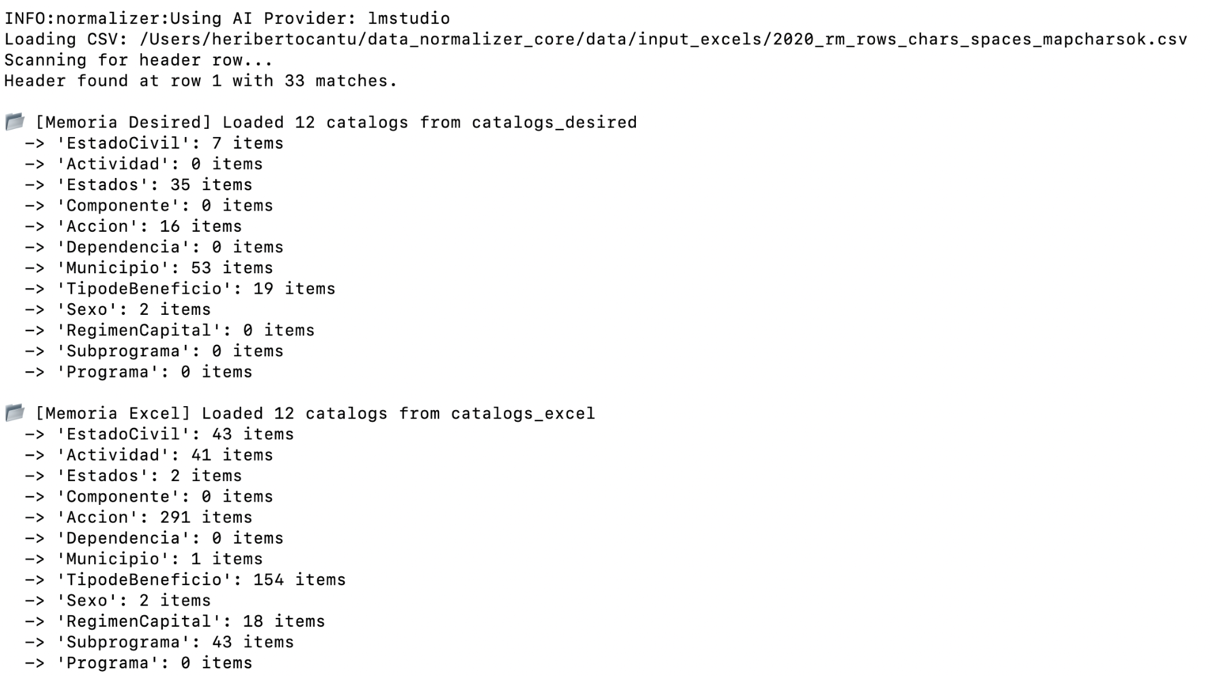 INFO:normalizer:Using AI Provider: lmstudio
Loading CSV: /Users/heribertocantu/data_normalizer_core/data/input_excels/2020_rm_rows_chars_spaces_mapcharsok.csv
Scanning for header row...
Header found at row 1 with 33 matches.
[Memoria Desired] Loaded 12 catalogs from catalogs_desired
-> 'EstadoCivil': 7 items
-> 'Actividad': 0 items
-> 'Estados': 35 items
-> 'Componente': 0 items
-> 'Accion': 16 items
-> 'Dependencia': 0 items
-> 'Municipio': 53 items
-> 'TipodeBeneficio': 19 items
-> 'Sexo': 2 items
-> 'RegimenCapital': 0 items
-> 'Subprograma': 0 items
-> 'Programa': 0 items
[Memoria Excel] Loaded 12 catalogs from catalogs_excel
-> 'EstadoCivil': 43 items
-> 'Actividad': 41 items
-> 'Estados': 2 items
-> 'Componente': 0 items
-> 'Accion': 291 items
-> 'Dependencia': 0 items
-> 'Municipio': 1 items
-> 'TipodeBeneficio': 154 items
-> 'Sexo': 2 items
-> 'RegimenCapital': 18 items
-> 'Subprograma': 43 items
-> 'Programa': 0 items